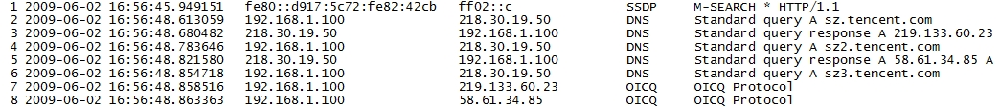 1 2009-06-02 16:56:45.949151 fe80::d917:5c72:fe82:42cb ff02::c SSDP M-SEARCH * HTTP/1.1
2 2009-06-02 16:56:48.613059 192.168.1.100 218.30.19.50 DNS Standard query A sz.tencent.com
3 2009-06-02 16:56:48.680482 218.30.19.50 192.168.1.100 DNS Standard query response A 219.133.60.23
4 2009-06-02 16:56:48.783646 192.168.1.100 218.30.19.50 DNS Standard query A sz2.tencent.com
5 2009-06-02 16:56:48.821580 218.30.19.50 192.168.1.100 DNS Standard query response A 58.61.34.85 A
6 2009-06-02 16:56:48.854718 192.168.1.100 218.30.19.50 DNS Standard query A sz3.tencent.com
7 2009-06-02 16:56:48.858516 192.168.1.100 219.133.60.23 OICQ OICQ Protocol
8 2009-06-02 16:56:48.863363 192.168.1.100 58.61.34.85 OICQ OICQ Protocol